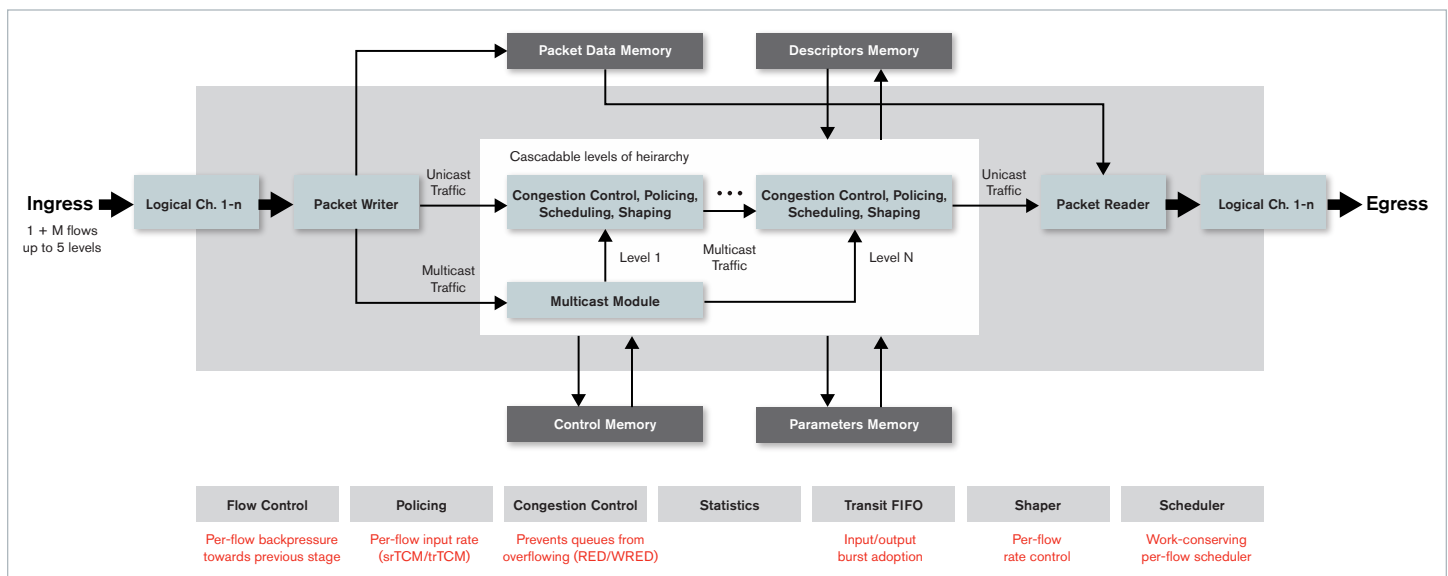 Packet Data Memory
Descriptors Memory
Cascadable levels of heirarchy
Ingress
1 + M flows
up to 5 levels
Logical Ch. 1-n
Packet Writer
Unicast
Traffic
Congestion Control, Policing,
Scheduling, Shaping
...
Congestion Control, Policing,
Scheduling, Shaping
Unicast
Traffic
Packet Reader
Logical Ch. 1-n
Egress
Multicast
Traffic
Level 1
Multicast
Traffic
Level N
Multicast Module
Control Memory
Parameters Memory
Flow Control
Policing
Congestion Control
Statistics
Transit FIFO
Shaper
Scheduler
Per-flow backpressure
towards previous stage
Per-flow input rate
(srTCM/trTCM)
Prevents queues from
overflowing (RED/WRED)
Input/output
burst adoption
Per-flow
rate control
Work-conserving
per-flow scheduler